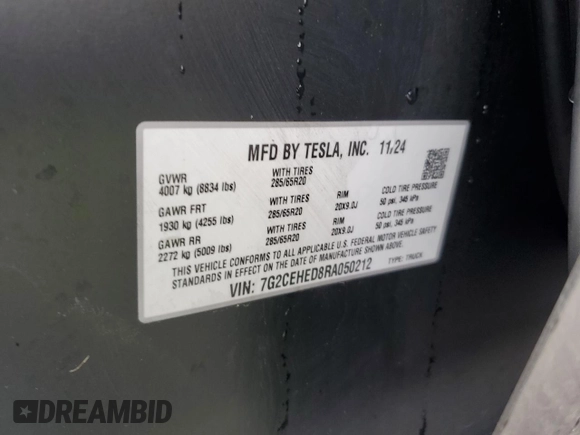 MFD BY TESLA, INC. 11/24
GVWR WITH TIRES
4007 kg (8834 lbs) 285/65R20
GAWR FRT WITH TIRES RIM COLD TIRE PRESSURE
1930 kg (4255 lbs) 285/65R20 20X9.0J 50 psi, 345 kPa
GAWR RR WITH TIRES RIM COLD TIRE PRESSURE
2272 kg (5009 lbs) 285/65R20 20X9.0J 50 psi, 345 kPa
THIS VEHICLE CONFORMS TO ALL APPLICABLE U.S. FEDERAL MOTOR VEHICLE SAFETY
STANDARDS IN EFFECT ON THE DATE OF MANUFACTURE SHOWN ABOVE.
VIN: 7G2CEHED8RA050212 TYPE: TRUCK
DREAMBID